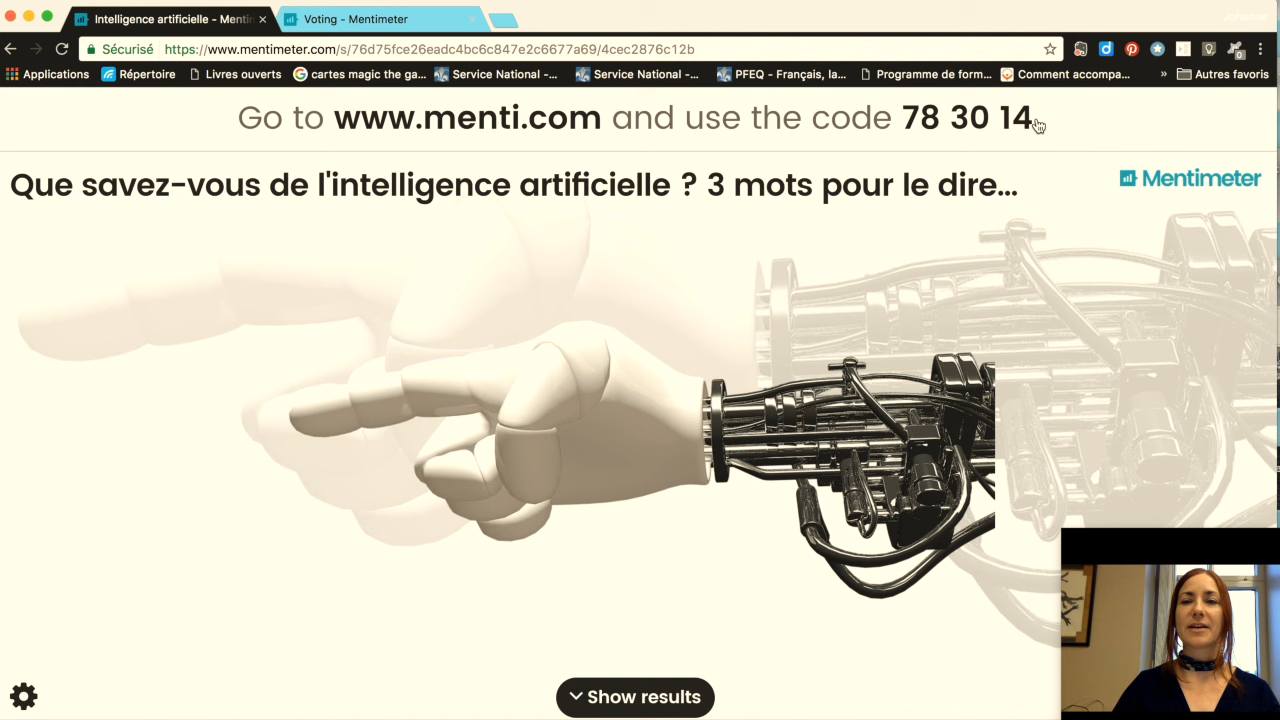 Intelligence artificielle - Mentin
Voting - Mentimeter
Sécurisé https://www.mentimeter.com/s/76d75fce26eadc4bc6c847e2c6677a69/4cec2876c12b
Applications Répertoire Livres ouverts cartes magic the ga... Service National -... Service National -... PFEQ - Français, la... Programme de form... Comment accompa... » Autres favoris
Go to www.menti.com and use the code 78 30 14
Que savez-vous de l'intelligence artificielle ? 3 mots pour le dire...
Mentimeter
Show results